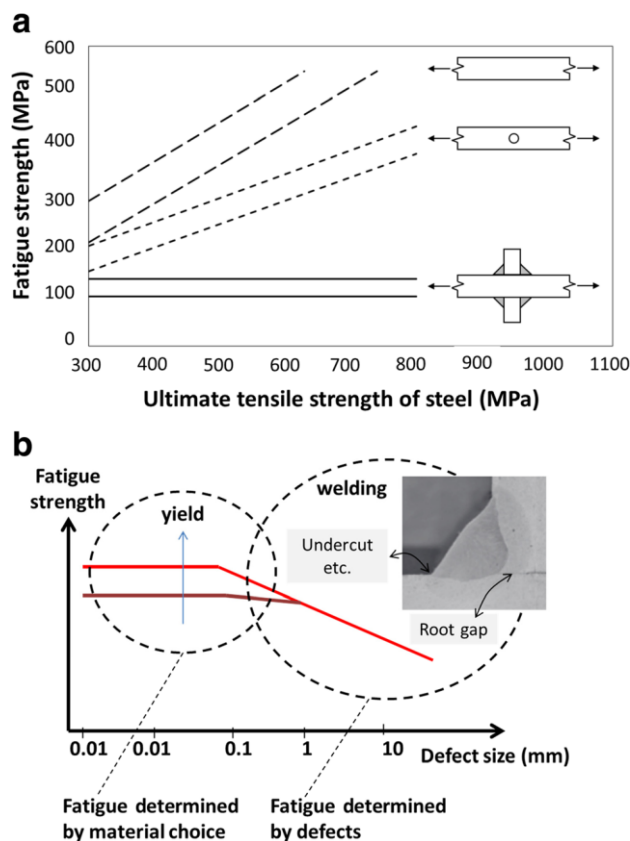 a
600
500
400
300
200
100
0
Fatigue strength (MPa)
300 400 500 600 700 800 900 1000 1100
Ultimate tensile strength of steel (MPa)
b
Fatigue
strength
yield
welding
Undercut
etc.
Root gap
0.01 0.01 0.1 1 10 Defect size (mm)
Fatigue determined
by material choice
Fatigue determined
by defects